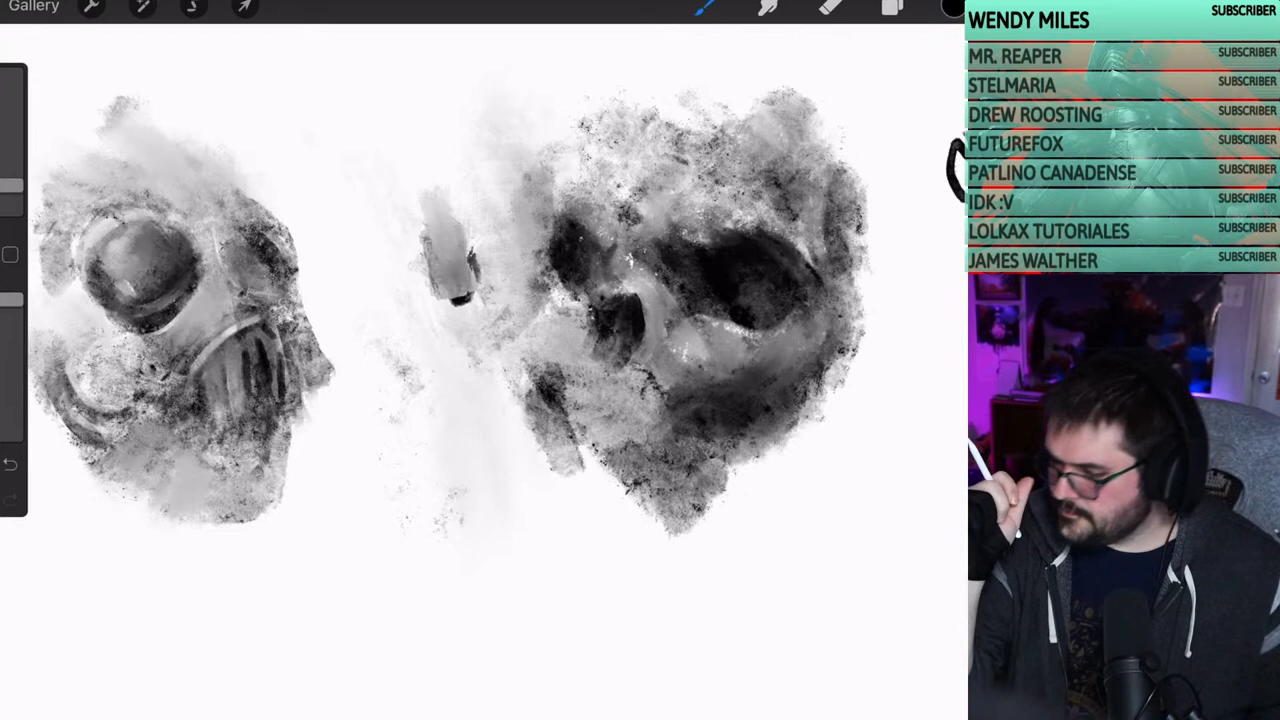 Gallery
WENDY MILES SUBSCRIBER
MR. REAPER SUBSCRIBER
STELMARIA SUBSCRIBER
DREW ROOSTING SUBSCRIBER
FUTUREFOX SUBSCRIBER
PATLINO CANADENSE SUBSCRIBER
IDK :V SUBSCRIBER
LOLKAX TUTORIALES SUBSCRIBER
JAMES WALTHER SUBSCRIBER